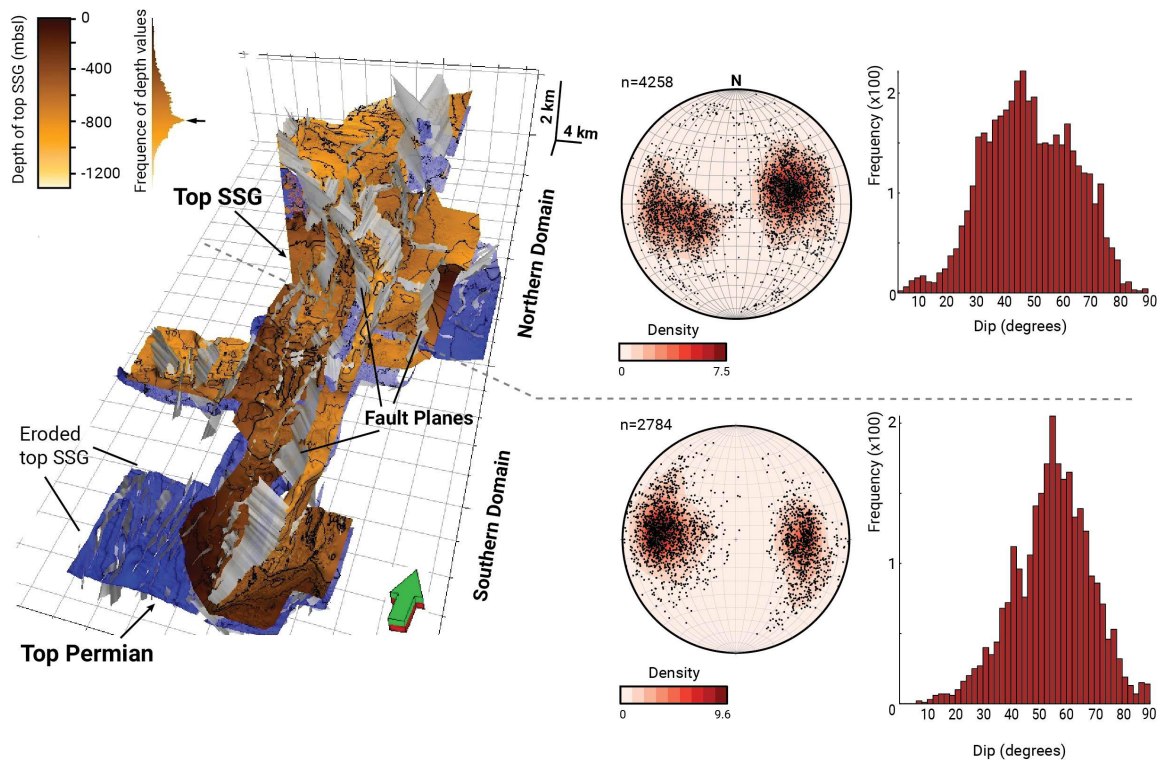 Depth of top SSG (mbsl)
0
-400
-800
-1200
Frequence of depth values
2 km
4 km
Top SSG
Northern Domain
Fault Planes
Eroded
top SSG
Southern Domain
Top Permian
n=4258
N
Density
0
7.5
Frequency (x100)
2
1
0
10 20 30 40 50 60 70 80 90
Dip (degrees)
n=2784
Density
0
9.6
Frequency (x100)
2
1
0
10 20 30 40 50 60 70 80 90
Dip (degrees)